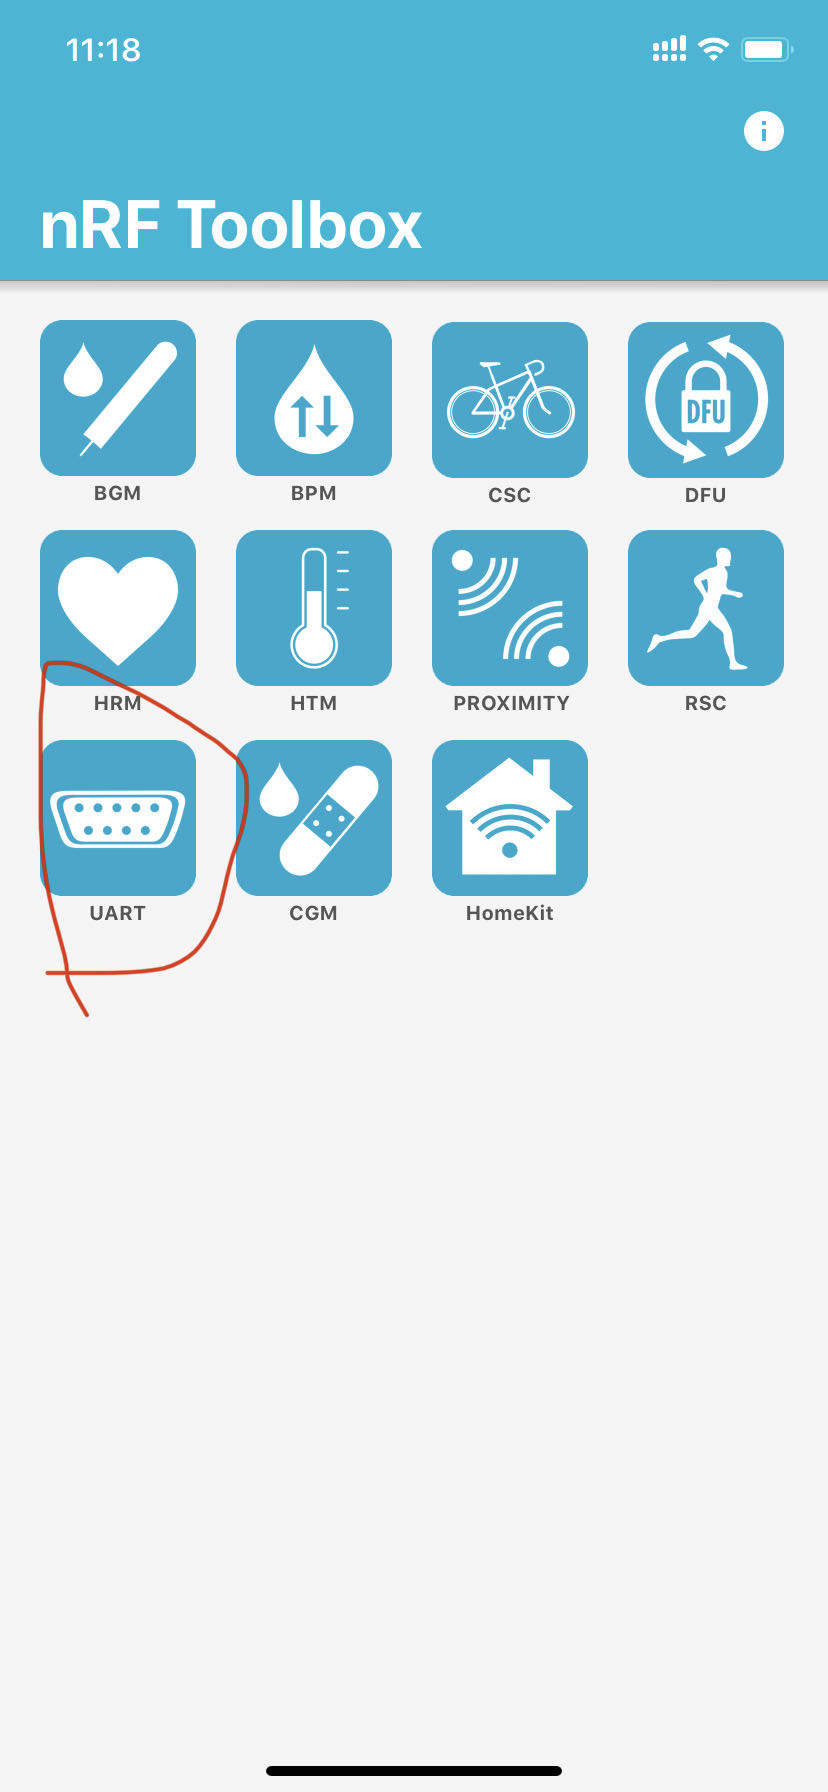 11:18
nRF Toolbox
BGM BPM CSC DFU
DFU
HRM HTM PROXIMITY RSC
UART CGM HomeKit